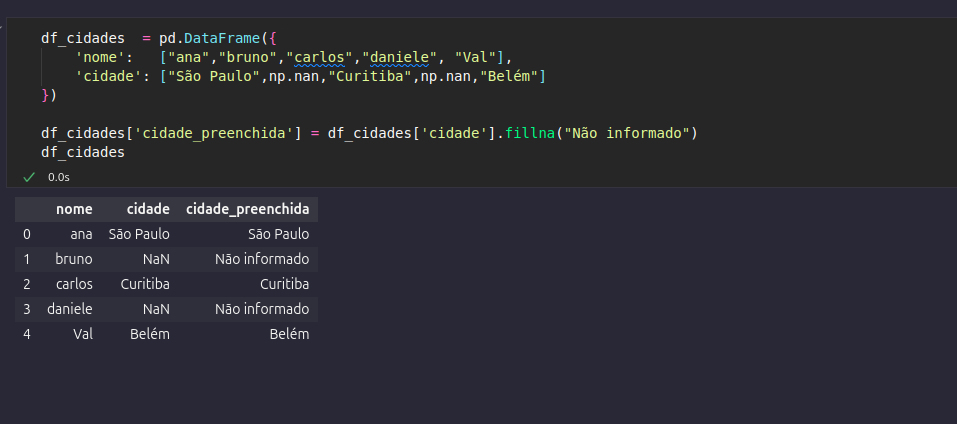 df_cidades  = pd.DataFrame({
    'nome':   ["ana","bruno","carlos","daniele", "Val"],
    'cidade': ["São Paulo",np.nan,"Curitiba",np.nan,"Belém"]
})
df_cidades['cidade_preenchida'] = df_cidades['cidade'].fillna("Não informado")
df_cidades
0.0s
nome cidade cidade_preenchida
0 ana São Paulo São Paulo
1 bruno NaN Não informado
2 carlos Curitiba Curitiba
3 daniele NaN Não informado
4 Val Belém Belém